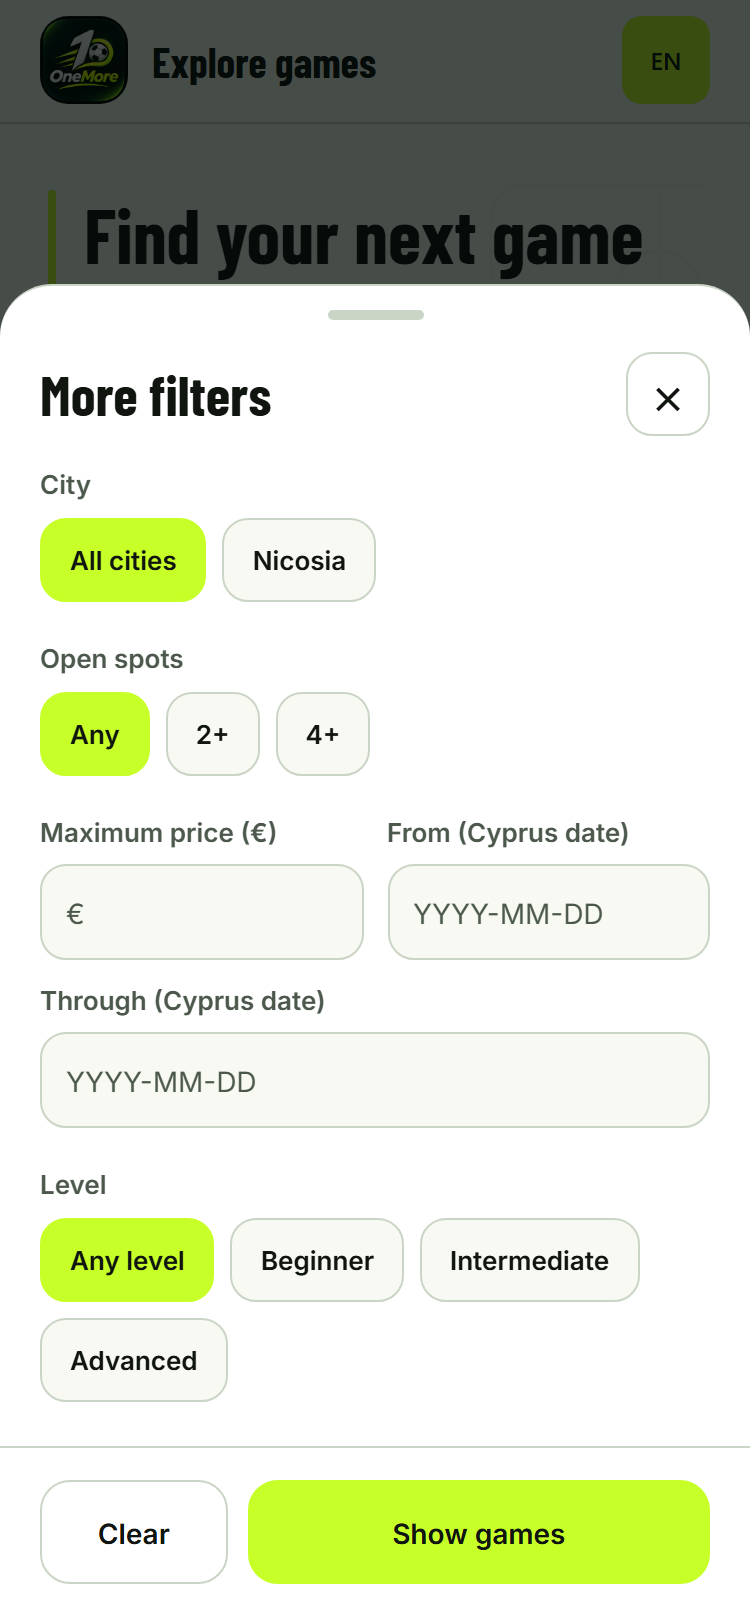 OneMore
Explore games
EN
Find your next game
More filters
City
All cities
Nicosia
Open spots
Any
2+
4+
Maximum price (€)
From (Cyprus date)
€
YYYY-MM-DD
Through (Cyprus date)
YYYY-MM-DD
Level
Any level
Beginner
Intermediate
Advanced
Clear
Show games